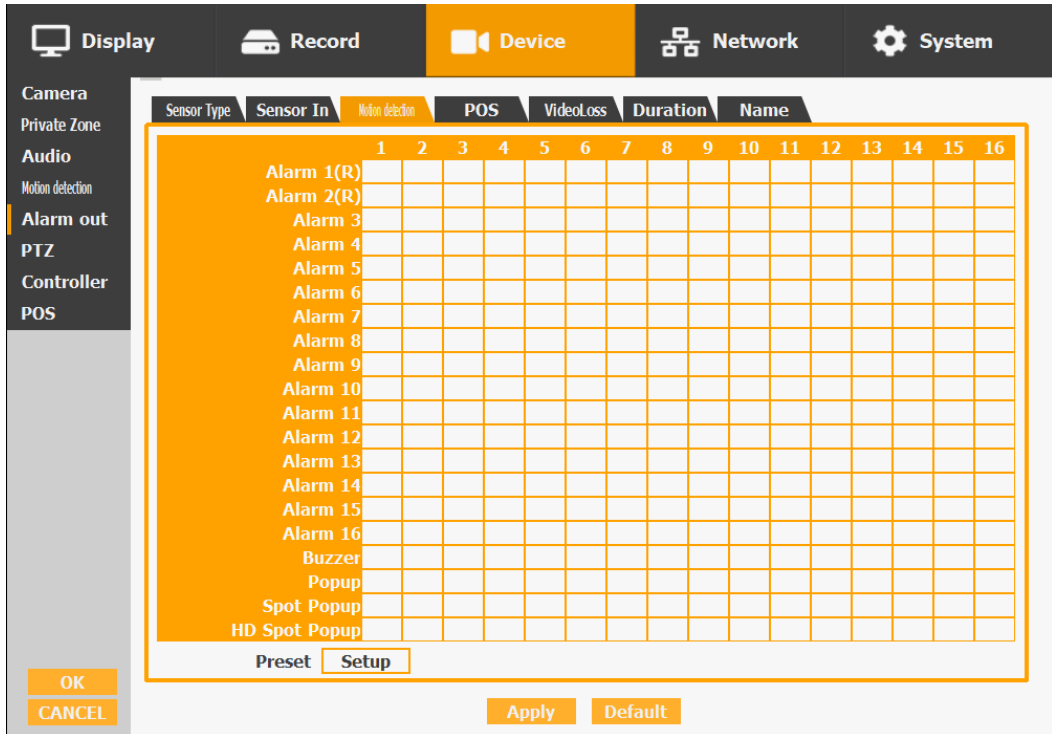 Display Record Device Network System
Camera
Private Zone
Audio
Motion detection
Alarm out
PTZ
Controller
POS
OK
CANCEL
Sensor Type Sensor In Motion detection POS VideoLoss Duration Name
1 2 3 4 5 6 7 8 9 10 11 12 13 14 15 16
Alarm 1(R)
Alarm 2(R)
Alarm 3
Alarm 4
Alarm 5
Alarm 6
Alarm 7
Alarm 8
Alarm 9
Alarm 10
Alarm 11
Alarm 12
Alarm 13
Alarm 14
Alarm 15
Alarm 16
Buzzer
Popup
Spot Popup
HD Spot Popup
Preset Setup
Apply Default